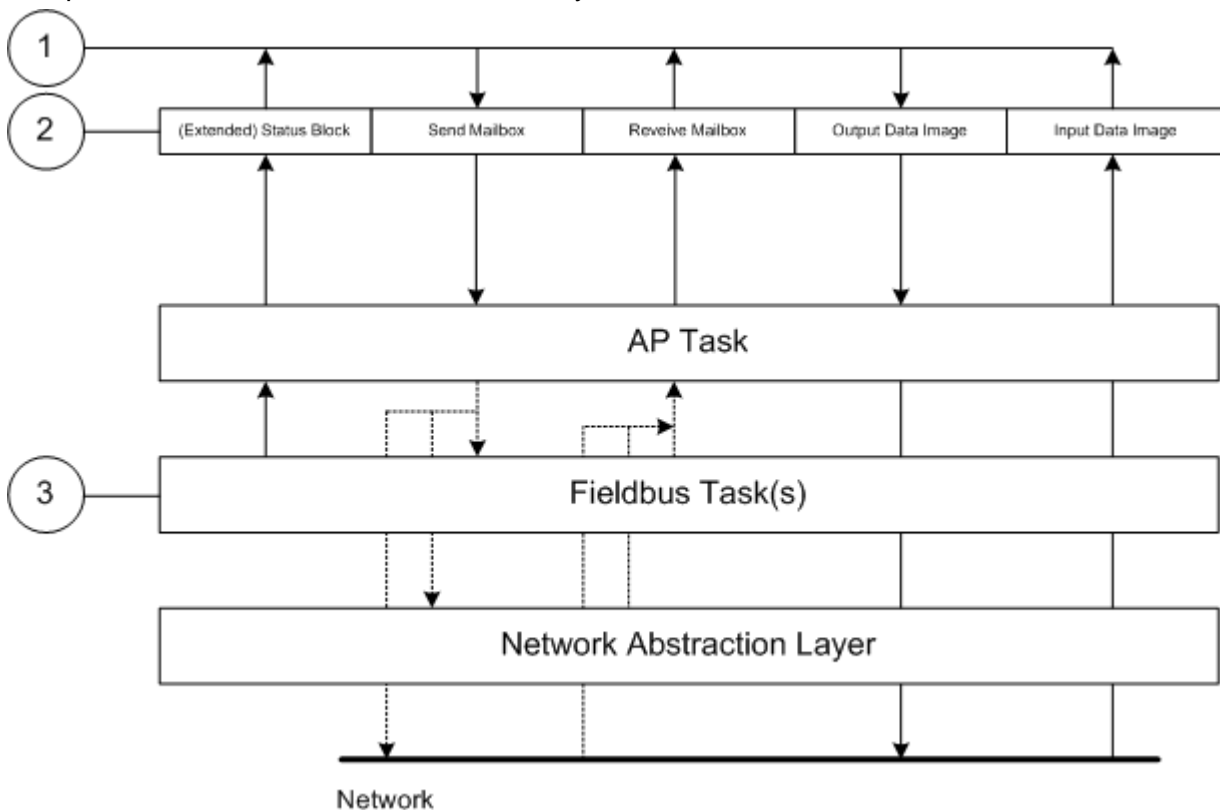 1
2
(Extended) Status Block
Send Mailbox
Reveive Mailbox
Output Data Image
Input Data Image
AP Task
3
Fieldbus Task(s)
Network Abstraction Layer
Network